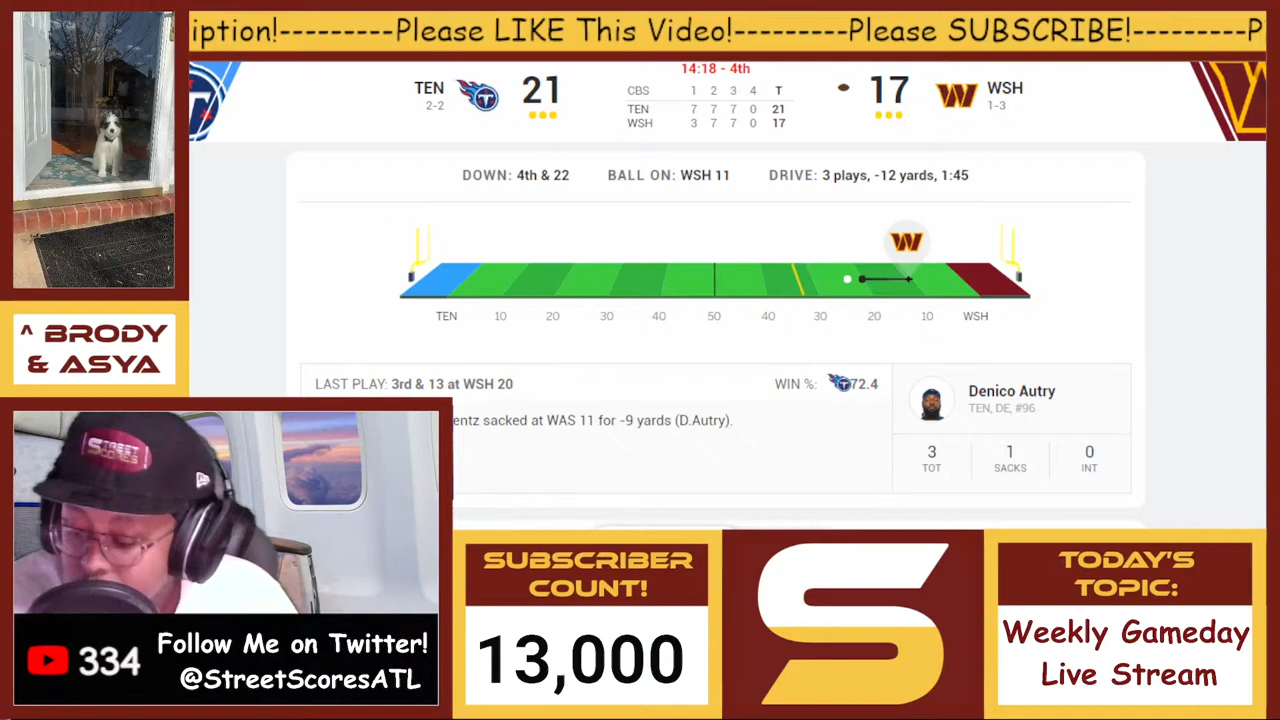 iption!---------Please LIKE This Video!---------Please SUBSCRIBE!---------P
TEN
2-2
21
14:18 - 4th
CBS 1 2 3 4 T
TEN 7 7 7 0 21
WSH 3 7 7 0 17
17
WSH
1-3
DOWN: 4th & 22
BALL ON: WSH 11
DRIVE: 3 plays, -12 yards, 1:45
TEN 10 20 30 40 50 40 30 20 10 WSH
LAST PLAY: 3rd & 13 at WSH 20
WIN %: 72.4
entz sacked at WAS 11 for -9 yards (D.Autry).
Denico Autry
TEN, DE, #96
3 1 0
TOT SACKS INT
^ BRODY
& ASYA
STREET
SCORES
334
Follow Me on Twitter!
@StreetScoresATL
SUBSCRIBER
COUNT!
13,000
S
TODAY'S
TOPIC:
Weekly Gameday
Live Stream